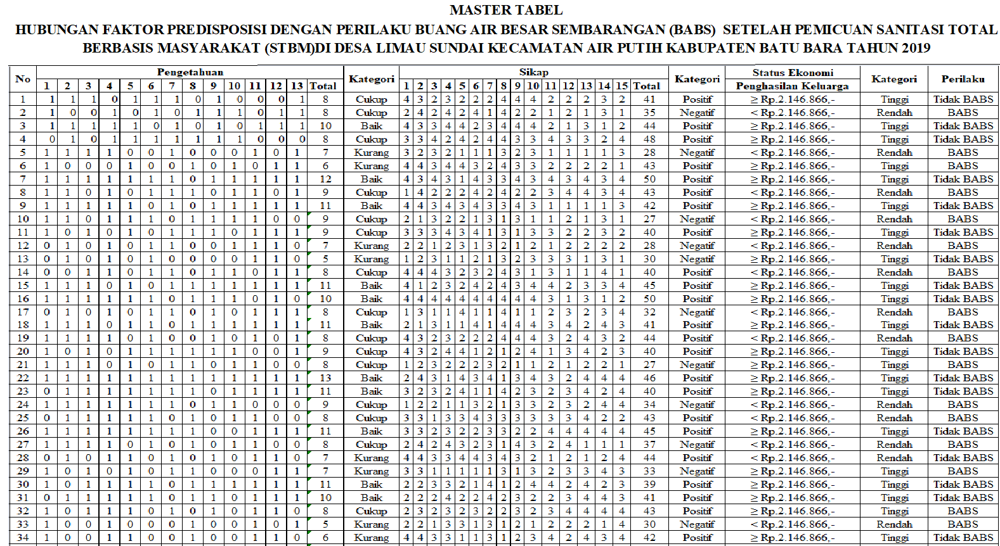 MASTER TABEL
HUBUNGAN FAKTOR PREDISPOSISI DENGAN PERILAKU BUANG AIR BESAR SEMBARANGAN (BABS) SETELAH PEMICUAN SANITASI TOTAL
BERBASIS MASYARAKAT (STBM)DI DESA LIMAU SUNDAI KECAMATAN AIR PUTIH KABUPATEN BATU BARA TAHUN 2019
No Pengetahuan Kategori Sikap Kategori Status Ekonomi Kategori Perilaku
1 2 3 4 5 6 7 8 9 10 11 12 13 Total 1 2 3 4 5 6 7 8 9 10 11 12 13 14 15 Total Penghasilan Keluarga
1 1 1 1 0 1 1 1 0 1 0 0 0 1 8 Cukup 4 3 2 3 2 2 2 4 4 4 2 2 2 3 2 41 Positif ≥ Rp.2.146.866,- Tinggi Tidak BABS
2 1 0 0 1 0 1 0 1 1 1 0 1 1 8 Cukup 2 4 2 4 2 4 1 4 2 2 1 2 1 3 1 35 Negatif < Rp.2.146.866,- Rendah BABS
3 1 1 1 1 1 0 1 0 1 0 1 1 1 10 Baik 4 3 3 4 4 2 3 4 4 4 2 1 3 1 2 44 Positif ≥ Rp.2.146.866,- Tinggi Tidak BABS
4 0 1 0 1 1 1 1 1 1 1 0 0 0 8 Cukup 3 3 4 2 4 2 4 4 3 3 4 3 3 2 4 48 Positif ≥ Rp.2.146.866,- Tinggi Tidak BABS
5 1 1 1 1 0 0 1 0 0 0 1 0 1 7 Kurang 3 2 3 2 1 1 1 3 2 3 1 1 1 1 3 28 Negatif < Rp.2.146.866,- Rendah BABS
6 1 0 0 0 1 0 0 1 0 1 0 1 1 6 Kurang 4 4 3 4 4 3 2 4 3 3 2 2 2 2 1 43 Positif ≥ Rp.2.146.866,- Tinggi BABS
7 1 1 1 1 1 1 1 0 1 1 1 1 1 12 Baik 4 3 4 3 1 4 3 3 3 4 4 3 4 3 4 50 Positif ≥ Rp.2.146.866,- Tinggi Tidak BABS
8 1 1 0 1 0 1 1 1 0 1 1 0 1 9 Cukup 1 4 2 2 2 4 2 4 2 2 3 4 4 3 4 43 Positif < Rp.2.146.866,- Rendah BABS
9 1 1 1 1 1 0 1 0 1 1 1 1 1 11 Baik 4 4 3 4 3 4 3 3 4 3 1 1 1 1 3 42 Positif ≥ Rp.2.146.866,- Tinggi Tidak BABS
10 1 1 0 1 1 1 0 1 1 1 1 0 0 9 Cukup 2 1 3 2 2 1 3 1 3 1 1 2 1 3 1 27 Negatif < Rp.2.146.866,- Rendah BABS
11 1 0 1 0 1 0 1 1 1 0 1 1 1 9 Cukup 3 3 3 4 3 4 1 3 1 3 3 2 2 3 2 40 Positif ≥ Rp.2.146.866,- Tinggi Tidak BABS
12 0 1 0 1 0 1 1 0 0 1 1 1 0 7 Kurang 2 2 1 2 3 1 3 2 1 2 1 2 2 2 2 28 Negatif < Rp.2.146.866,- Rendah BABS
13 0 1 0 1 0 1 0 0 0 0 1 1 0 5 Kurang 1 2 3 1 1 2 1 3 2 3 3 3 1 3 1 30 Negatif ≥ Rp.2.146.866,- Tinggi Tidak BABS
14 0 0 1 1 0 1 1 0 1 1 0 1 1 8 Cukup 4 4 4 3 2 3 2 4 3 1 3 1 1 4 1 40 Positif < Rp.2.146.866,- Rendah BABS
15 1 1 1 0 1 0 1 1 1 1 1 1 1 11 Baik 4 1 2 3 2 4 2 4 3 4 4 2 3 3 4 45 Positif ≥ Rp.2.146.866,- Tinggi Tidak BABS
16 1 1 1 1 1 1 0 1 1 1 0 1 0 10 Baik 4 4 4 4 4 4 4 4 4 4 3 1 3 1 2 50 Positif ≥ Rp.2.146.866,- Tinggi Tidak BABS
17 0 1 0 1 0 1 1 0 1 0 1 1 1 8 Cukup 1 3 1 1 4 1 1 4 1 1 2 3 2 3 4 32 Negatif < Rp.2.146.866,- Rendah BABS
18 1 1 1 0 1 1 0 1 1 1 1 1 1 11 Baik 2 1 3 1 1 4 1 4 4 4 3 4 2 4 3 41 Positif ≥ Rp.2.146.866,- Tinggi Tidak BABS
19 1 1 1 1 0 1 0 0 1 0 1 0 1 8 Cukup 4 3 2 3 2 2 2 4 4 4 3 2 4 3 2 44 Positif < Rp.2.146.866,- Rendah BABS
20 1 0 1 0 1 1 1 1 1 1 0 0 1 9 Cukup 4 3 2 4 4 1 2 1 2 4 1 3 4 2 3 40 Positif ≥ Rp.2.146.866,- Tinggi Tidak BABS
21 1 1 1 0 1 0 1 1 0 1 1 0 0 8 Cukup 1 2 3 2 2 2 3 2 1 1 2 1 2 2 1 27 Negatif ≥ Rp.2.146.866,- Tinggi BABS
22 1 1 1 1 1 1 1 1 1 1 1 1 1 13 Baik 2 4 3 1 4 3 4 1 3 4 3 2 4 4 4 46 Positif ≥ Rp.2.146.866,- Tinggi Tidak BABS
23 0 1 1 1 1 1 1 1 0 1 1 1 1 11 Baik 3 2 3 2 4 1 1 4 2 3 4 3 2 2 4 40 Positif ≥ Rp.2.146.866,- Tinggi Tidak BABS
24 1 1 1 1 1 1 1 0 1 1 0 0 0 9 Cukup 1 2 2 1 1 3 2 1 3 3 2 3 2 4 4 34 Negatif < Rp.2.146.866,- Rendah BABS
25 0 1 1 1 1 1 0 1 0 1 1 0 0 8 Cukup 3 3 1 3 3 4 3 3 3 3 3 3 4 2 2 43 Positif < Rp.2.146.866,- Rendah BABS
26 1 1 1 1 1 1 1 1 0 0 1 1 1 11 Baik 3 3 2 3 2 2 3 3 2 2 4 4 4 4 4 45 Positif ≥ Rp.2.146.866,- Tinggi Tidak BABS
27 1 1 1 1 0 1 0 1 0 1 1 0 0 8 Cukup 2 4 2 4 3 2 3 1 4 3 2 4 1 1 1 37 Negatif < Rp.2.146.866,- Rendah BABS
28 0 1 0 1 1 0 1 0 1 0 1 1 0 7 Kurang 4 4 3 3 4 4 3 4 3 2 1 2 1 2 4 44 Positif < Rp.2.146.866,- Rendah Tidak BABS
29 1 0 1 0 1 0 1 1 0 0 0 1 1 7 Kurang 3 3 1 1 1 1 1 3 1 3 2 3 3 4 3 33 Negatif ≥ Rp.2.146.866,- Tinggi BABS
30 1 0 1 1 1 1 0 1 1 1 1 1 1 11 Baik 2 2 3 3 2 1 4 1 2 4 4 2 4 2 3 39 Positif ≥ Rp.2.146.866,- Tinggi Tidak BABS
31 0 1 1 1 1 1 0 1 1 0 1 1 1 10 Baik 2 2 2 4 2 2 4 2 3 2 2 3 4 4 3 41 Positif ≥ Rp.2.146.866,- Tinggi Tidak BABS
32 1 0 1 1 1 0 1 0 1 0 1 1 0 8 Cukup 2 3 2 3 2 3 2 2 3 2 3 4 4 4 4 43 Positif ≥ Rp.2.146.866,- Tinggi BABS
33 1 0 0 1 0 0 0 1 0 0 1 0 1 5 Kurang 2 2 1 3 3 1 3 1 2 1 2 2 2 1 4 30 Negatif < Rp.2.146.866,- Rendah BABS
34 1 0 0 1 1 0 0 1 0 1 1 1 0 6 Kurang 4 4 3 3 1 1 3 1 2 3 4 2 4 3 4 42 Positif ≥ Rp.2.146.866,- Tinggi Tidak BABS